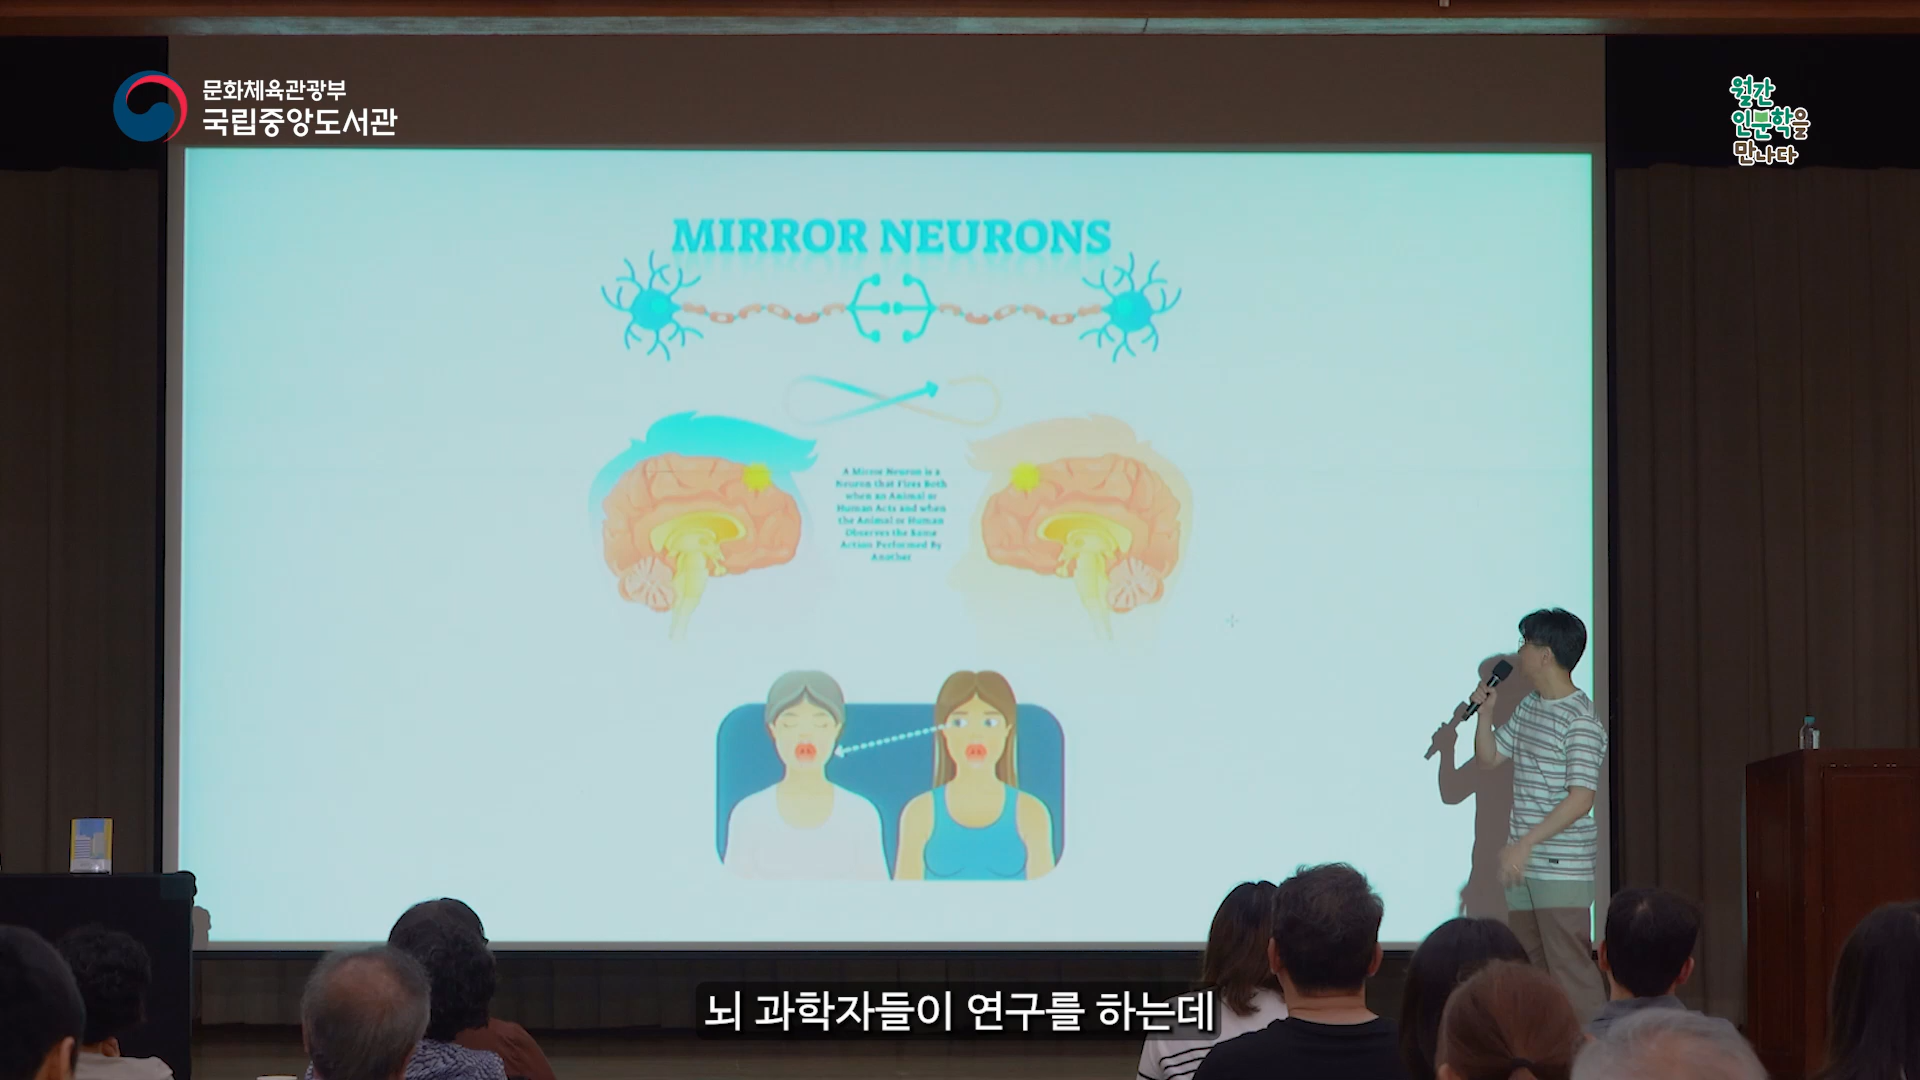 문화체육관광부
국립중앙도서관
월간
인문학을
만나다
MIRROR NEURONS
A Mirror Neuron is a
Neuron that Fires Both
when an Animal or
Human Acts and when
the Animal or Human
Observes the Same
Action Performed By
Another
뇌 과학자들이 연구를 하는데